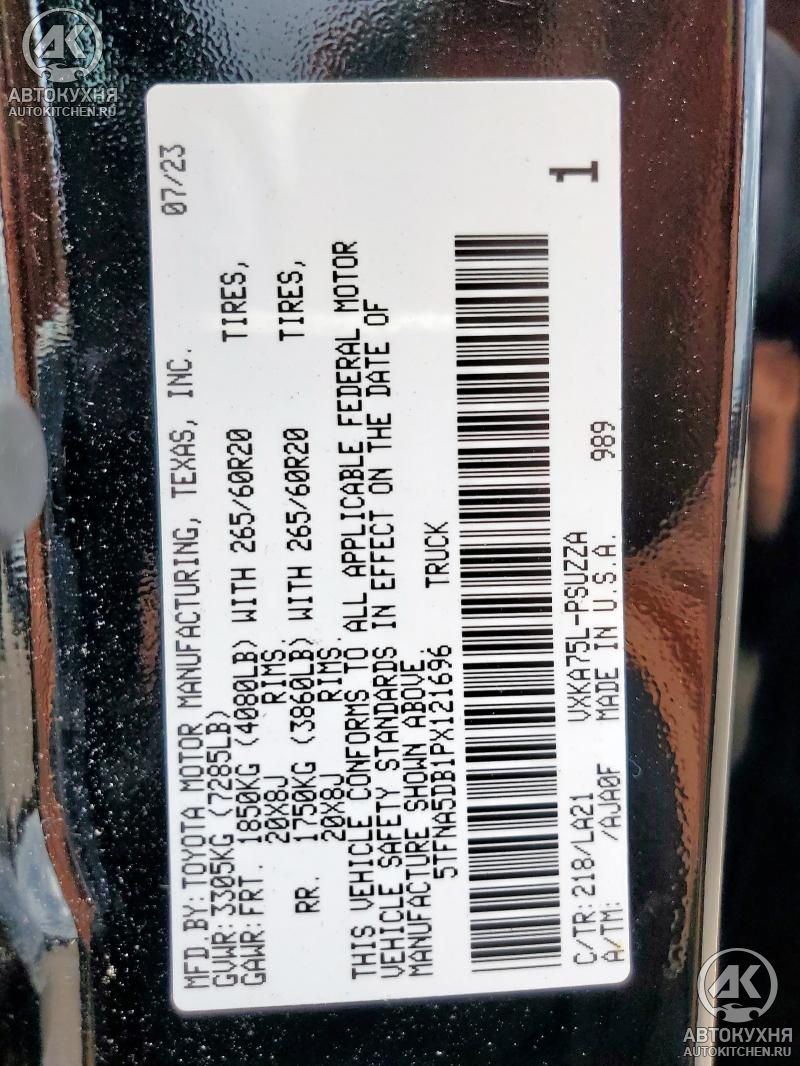 AK
АВТОКУХНЯ
AUTOKITCHEN.RU
MFD.BY:TOYOTA MOTOR MANUFACTURING, TEXAS, INC. 07/23
GVWR:3305KG (7285LB)
GAWR:FRT. 1850KG (4080LB) WITH 265/60R20 TIRES,
20X8J RIMS.
RR. 1750KG (3860LB) WITH 265/60R20 TIRES,
20X8J RIMS.
THIS VEHICLE CONFORMS TO ALL APPLICABLE FEDERAL MOTOR
VEHICLE SAFETY STANDARDS IN EFFECT ON THE DATE OF
MANUFACTURE SHOWN ABOVE.
5TFNA5DB1PX121696 TRUCK
C/TR:218/LA21 VXKA75L-PSUZZA
A/TM: /AJA0F MADE IN U.S.A. 989
1
AK
АВТОКУХНЯ
AUTOKITCHEN.RU